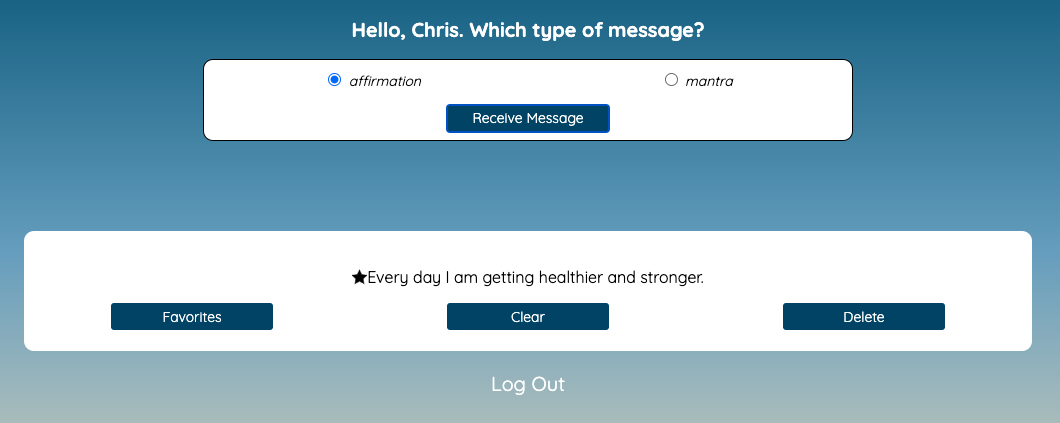 Hello, Chris. Which type of message?
affirmation mantra
Receive Message
★Every day I am getting healthier and stronger.
Favorites Clear Delete
Log Out